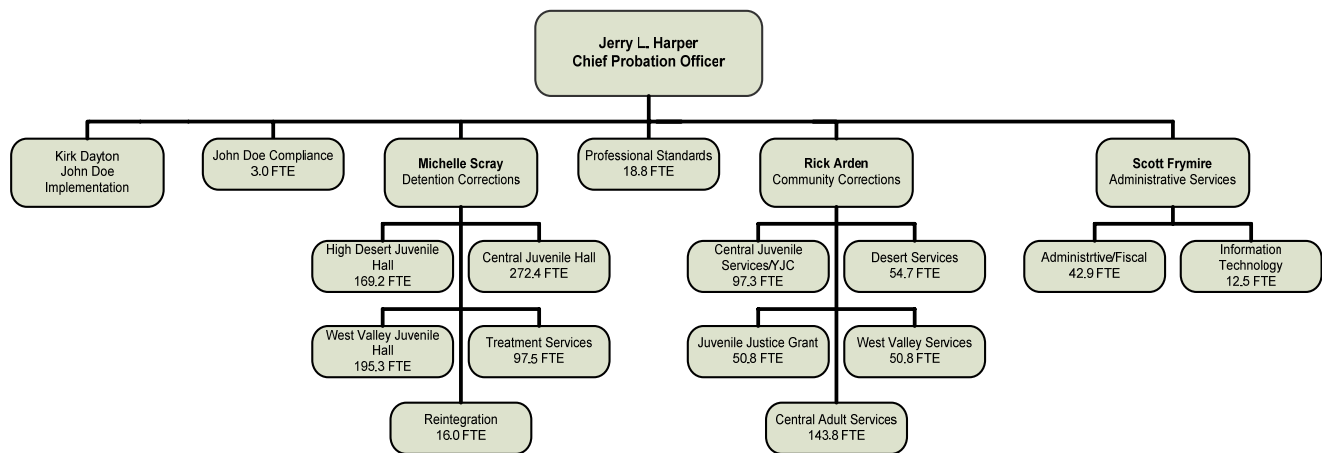 Jerry L. Harper
Chief Probation Officer
Kirk Dayton
John Doe
Implementation
John Doe Compliance
3.0 FTE
Michelle Scray
Detention Corrections
Professional Standards
18.8 FTE
Rick Arden
Community Corrections
Scott Frymire
Administrative Services
High Desert Juvenile
Hall
169.2 FTE
Central Juvenile Hall
272.4 FTE
Central Juvenile
Services/YJC
97.3 FTE
Desert Services
54.7 FTE
Administrtive/Fiscal
42.9 FTE
Information
Technology
12.5 FTE
West Valley Juvenile
Hall
195.3 FTE
Treatment Services
97.5 FTE
Juvenile Justice Grant
50.8 FTE
West Valley Services
50.8 FTE
Reintegration
16.0 FTE
Central Adult Services
143.8 FTE